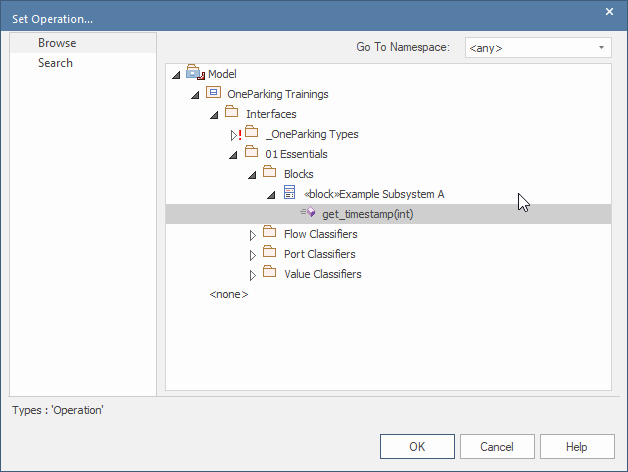 Set Operation...
Browse
Search
Go To Namespace: <any>
Model
OneParking Trainings
Interfaces
_OneParking Types
01 Essentials
Blocks
«block»Example Subsystem A
get_timestamp(int)
Flow Classifiers
Port Classifiers
Value Classifiers
<none>
Types : 'Operation'
OK Cancel Help